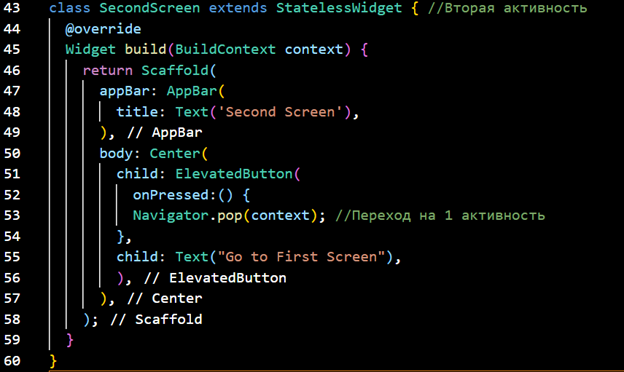 43 class SecondScreen extends StatelessWidget { //Вторая активность
44 @override
45 Widget build(BuildContext context) {
46 return Scaffold(
47 appBar: AppBar(
48 title: Text('Second Screen'),
49 ), // AppBar
50 body: Center(
51 child: ElevatedButton(
52 onPressed:() {
53 Navigator.pop(context); //Переход на 1 активность
54 },
55 child: Text("Go to First Screen"),
56 ), // ElevatedButton
57 ), // Center
58 ); // Scaffold
59 }
60 }